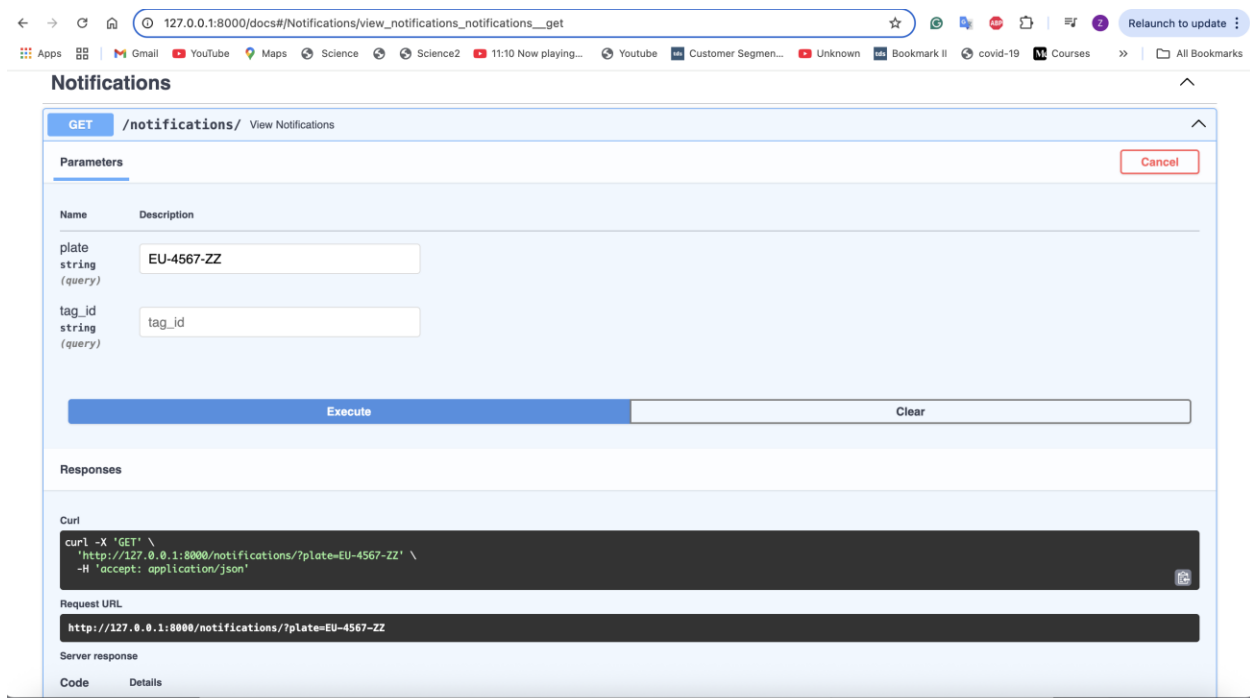 127.0.0.1:8000/docs#/Notifications/view_notifications_notifications__get
ABP
Z
Relaunch to update
Apps
Gmail
YouTube
Maps
Science
Science2
11:10 Now playing...
Youtube
Customer Segmen...
Unknown
Bookmark II
covid-19
Courses
»
All Bookmarks
Notifications
GET /notifications/ View Notifications
Parameters
Cancel
Name Description
plate
string
(query)
EU-4567-ZZ
tag_id
string
(query)
tag_id
Execute
Clear
Responses
Curl
curl -X 'GET' \
'http://127.0.0.1:8000/notifications/?plate=EU-4567-ZZ' \
-H 'accept: application/json'
Request URL
http://127.0.0.1:8000/notifications/?plate=EU-4567-ZZ
Server response
Code Details